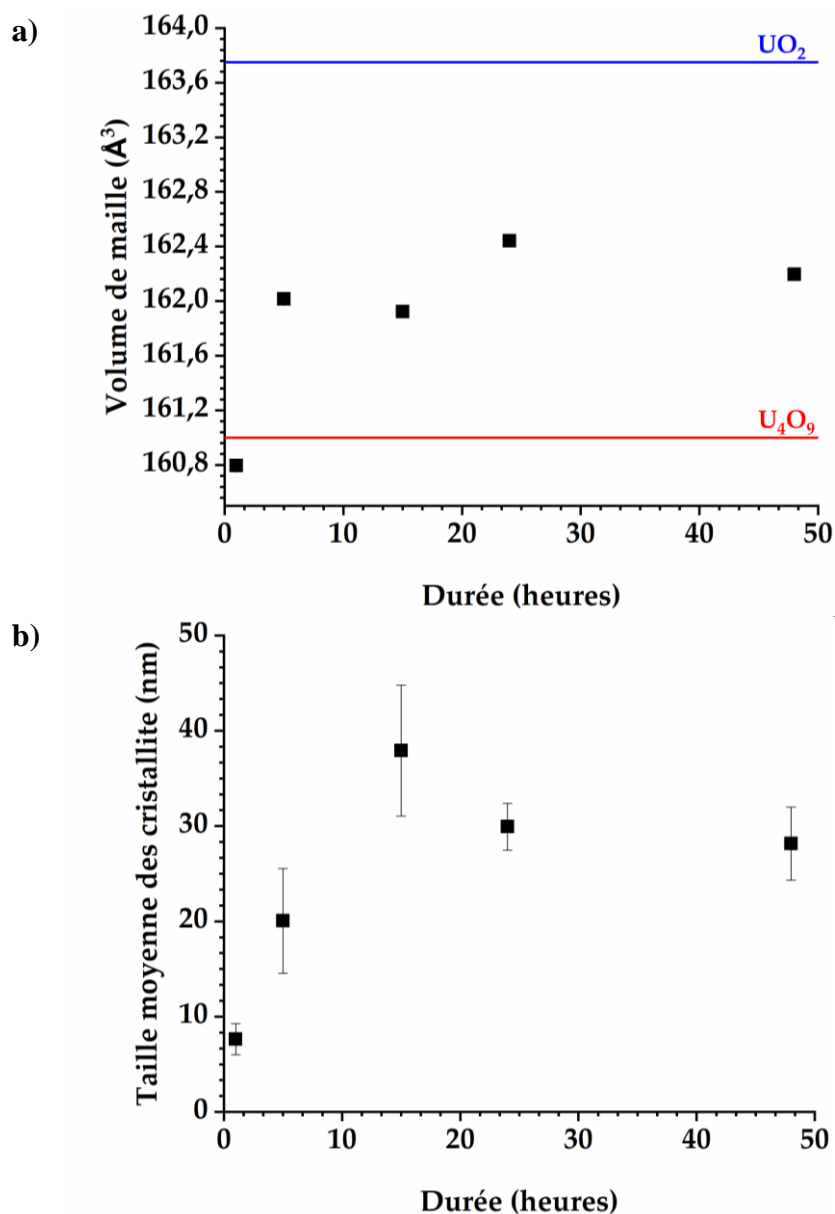 a)
Volume de maille (Å³)
164,0
163,6
163,2
162,8
162,4
162,0
161,6
161,2
160,8
UO₂
U₄O₉
0 10 20 30 40 50
Durée (heures)
b)
Taille moyenne des cristallite (nm)
50
40
30
20
10
0
0 10 20 30 40 50
Durée (heures)